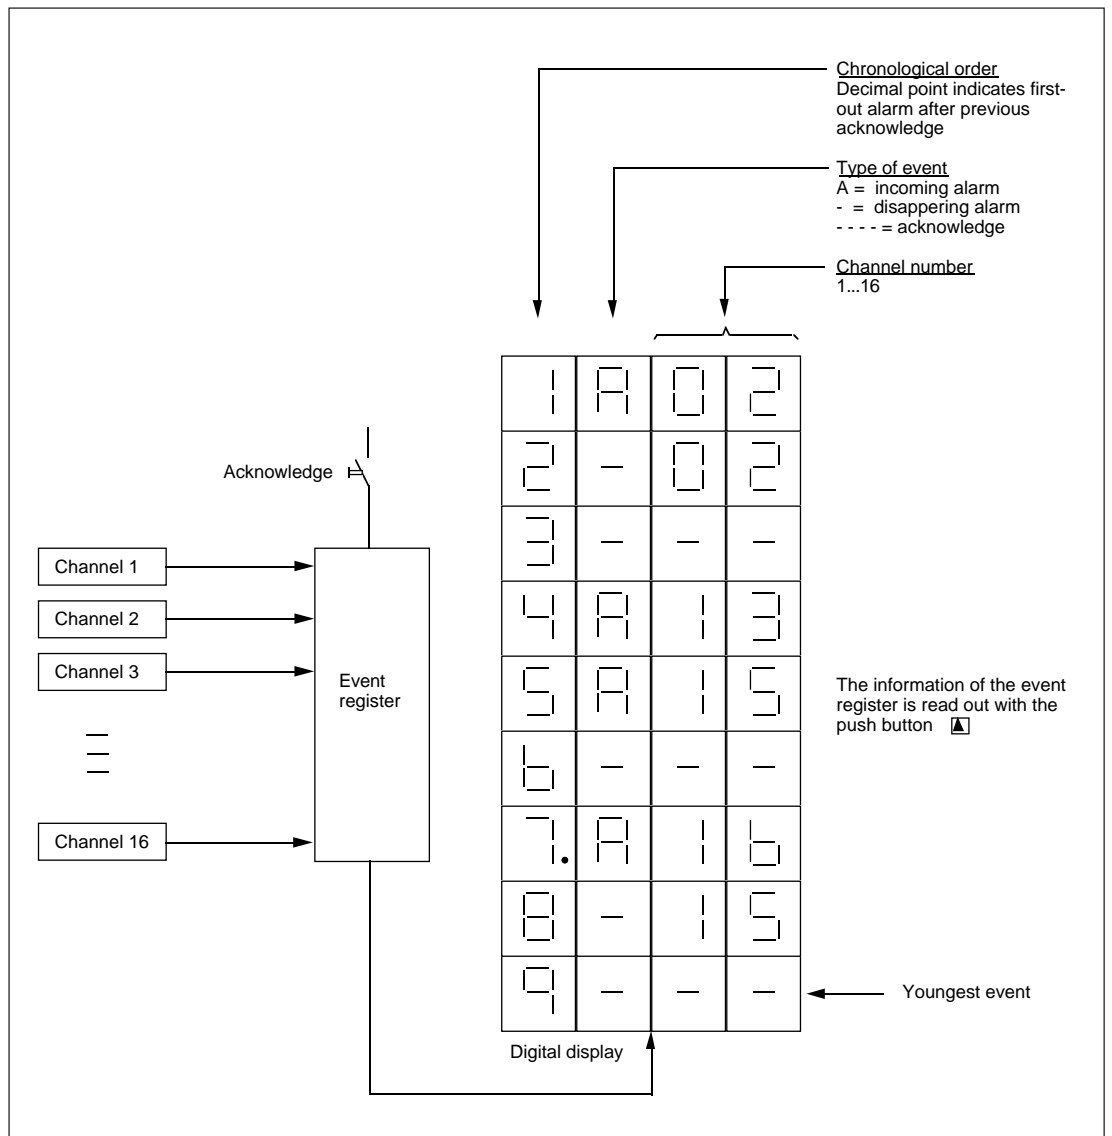 Chronological order
Decimal point indicates first-
out alarm after previous
acknowledge
Type of event
A = incoming alarm
- = disappering alarm
- - - - = acknowledge
Channel number
1...16
1 A 0 2
2 - 0 2
3 - - -
4 A 1 3
5 A 1 5
6 - - -
7. A 1 6
8 - 1 5
9 - - -
Acknowledge
Channel 1
Channel 2
Channel 3
Channel 16
Event
register
The information of the event
register is read out with the
push button
Youngest event
Digital display